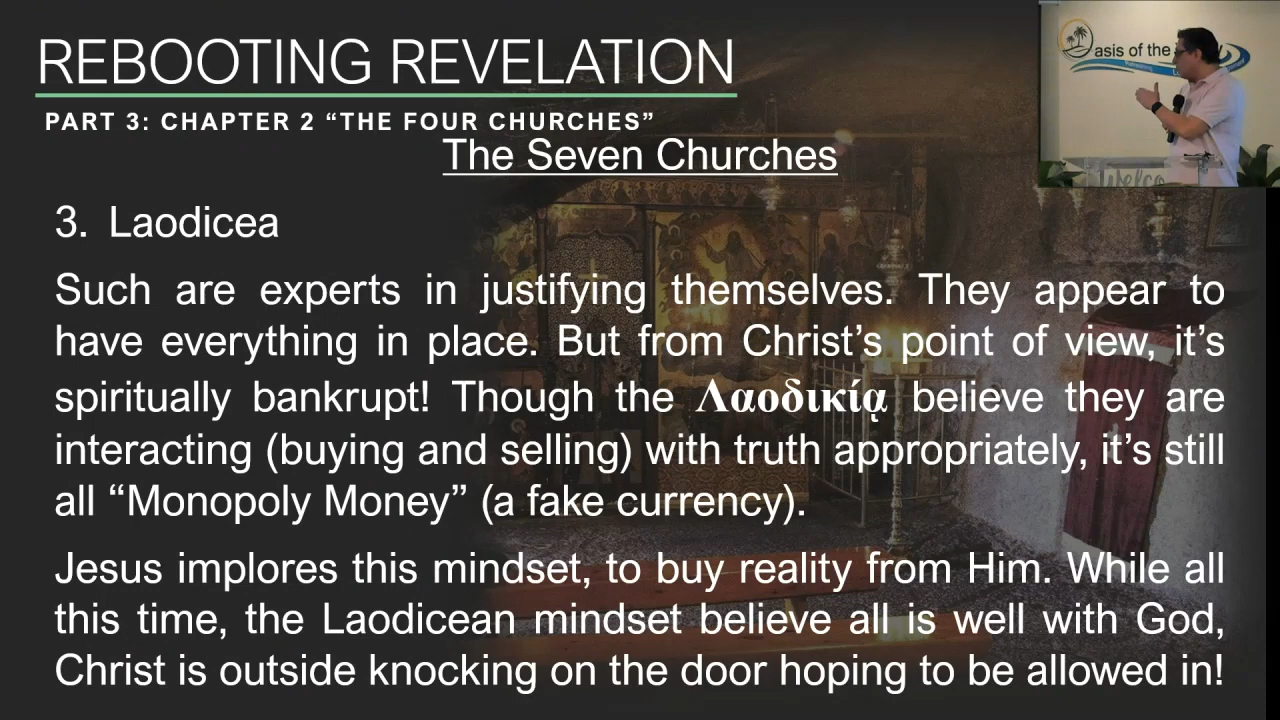 REBOOTING REVELATION
PART 3: CHAPTER 2 “THE FOUR CHURCHES”
The Seven Churches
3. Laodicea
Such are experts in justifying themselves. They appear to
have everything in place. But from Christ’s point of view, it’s
spiritually bankrupt! Though the Λαοδικίᾳ believe they are
interacting (buying and selling) with truth appropriately, it’s still
all “Monopoly Money” (a fake currency).
Jesus implores this mindset, to buy reality from Him. While all
this time, the Laodicean mindset believe all is well with God,
Christ is outside knocking on the door hoping to be allowed in!
asis of the